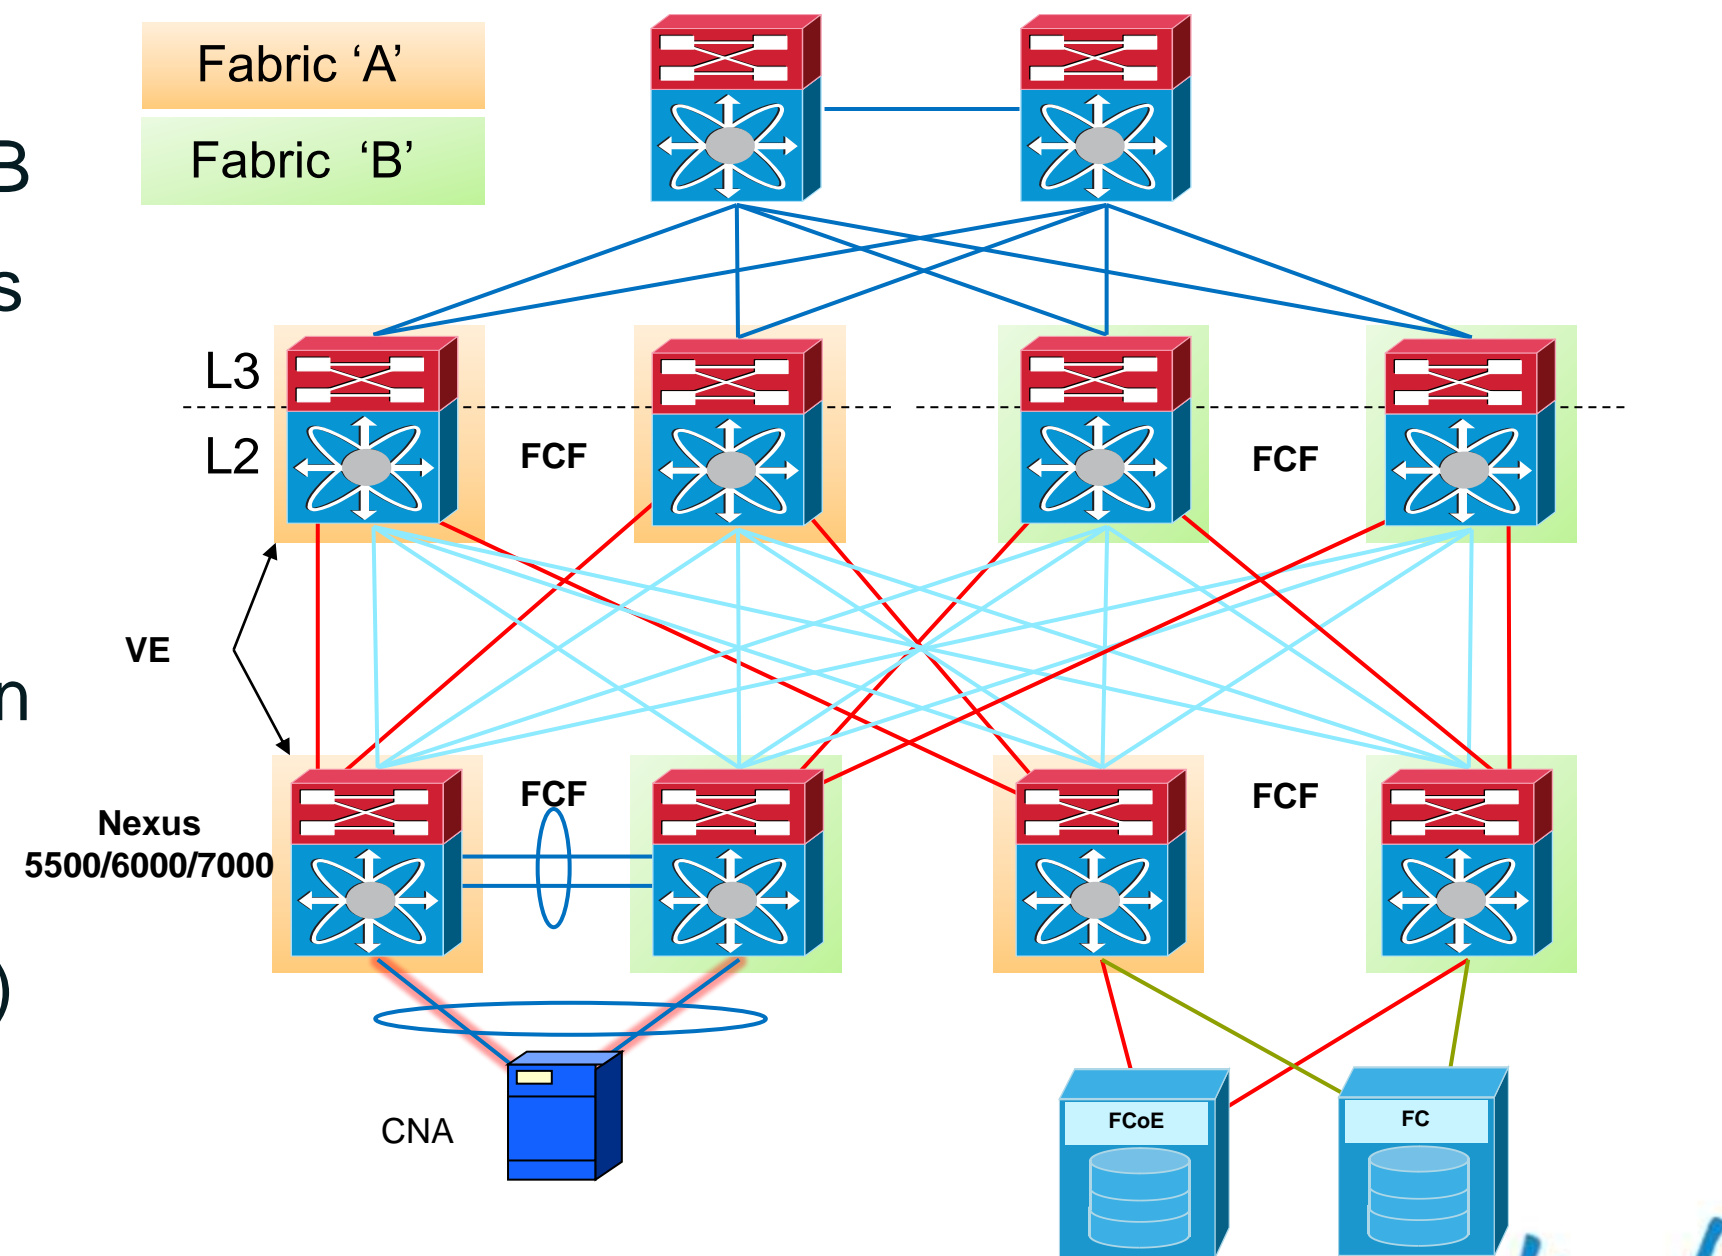 Fabric ‘A’
Fabric ‘B’
B
s
L3
L2
FCF
FCF
VE
n
FCF
FCF
Nexus
5500/6000/7000
)
CNA
FCoE
FC